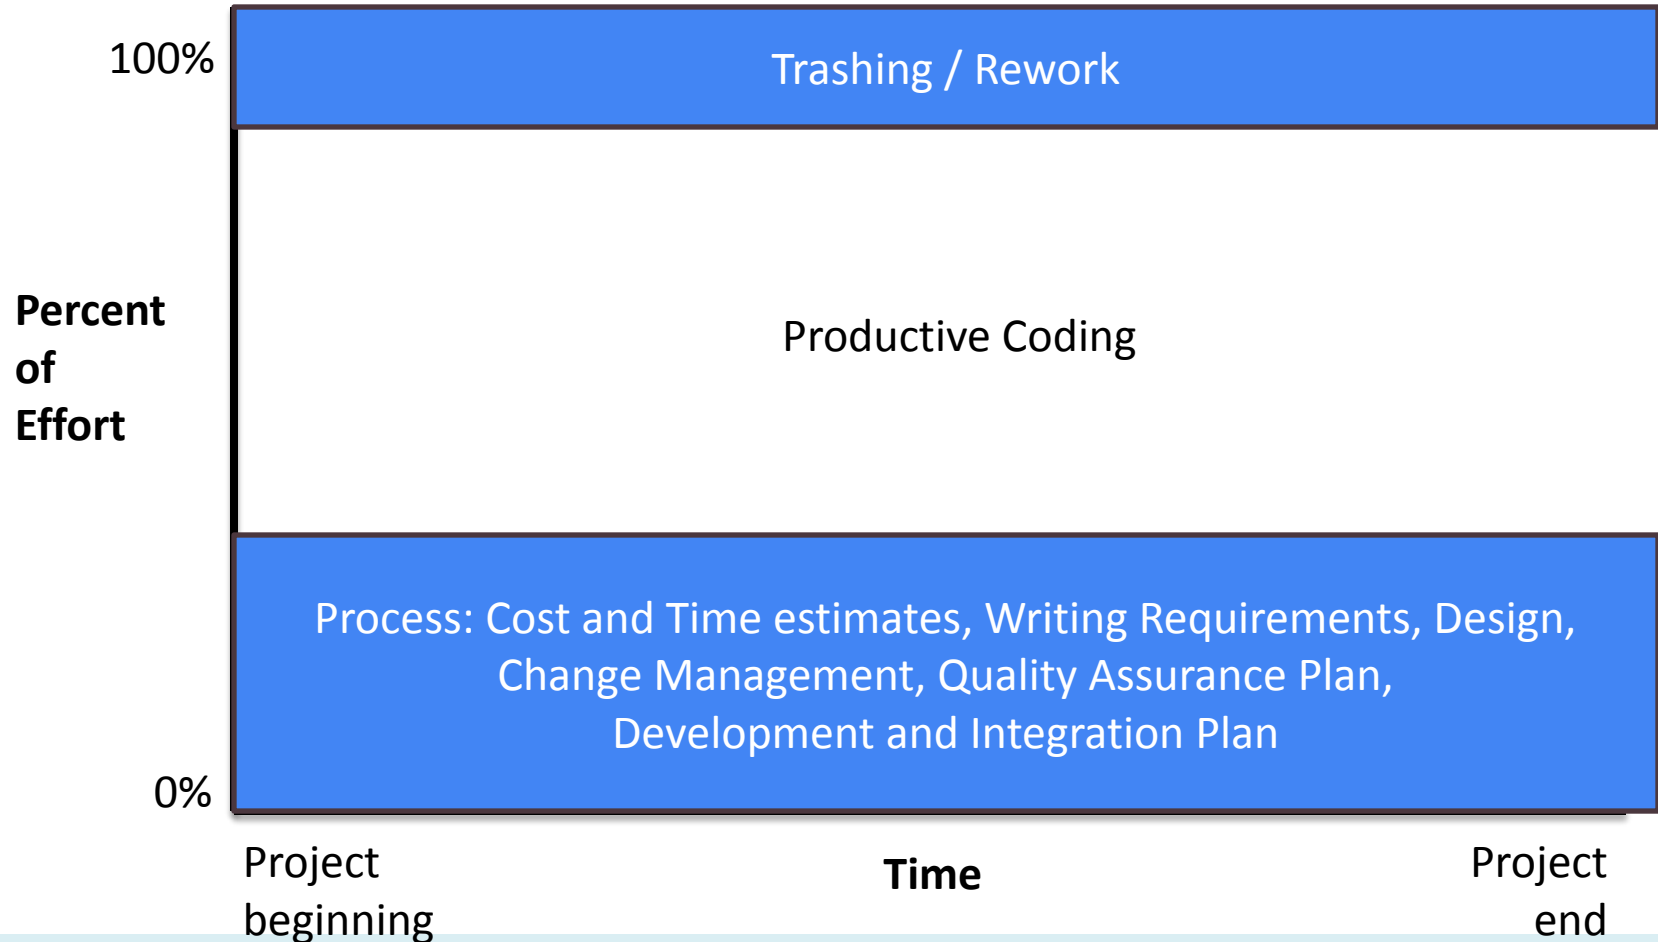 100%
Trashing / Rework
Percent
of
Effort
Productive Coding
Process: Cost and Time estimates, Writing Requirements, Design,
Change Management, Quality Assurance Plan,
Development and Integration Plan
0%
Project
beginning
Time
Project
end